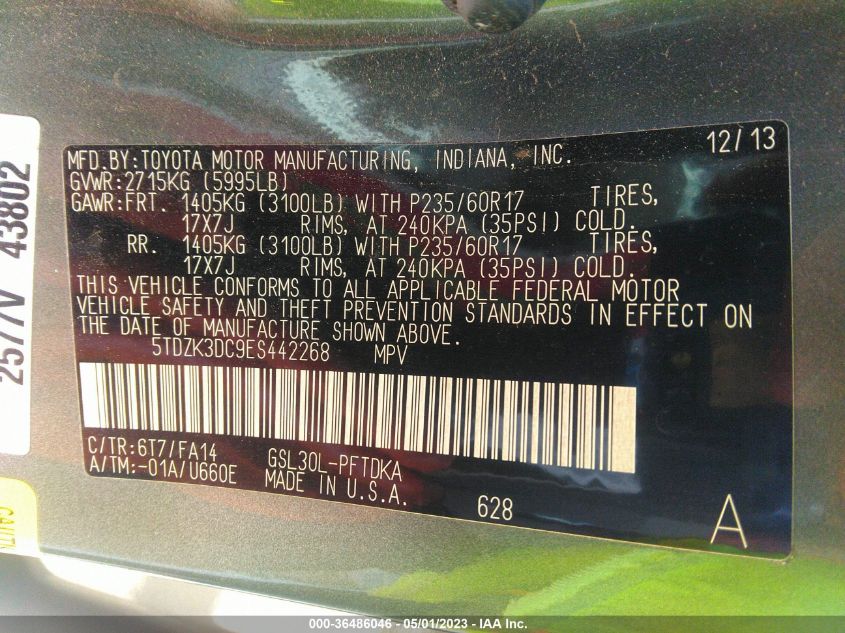 MFD.BY:TOYOTA MOTOR MANUFACTURING, INDIANA, INC. 12/13
GVWR:2715KG (5995LB)
GAWR:FRT. 1405KG (3100LB) WITH P235/60R17 TIRES,
17X7J RIMS, AT 240KPA (35PSI) COLD.
RR. 1405KG (3100LB) WITH P235/60R17 TIRES,
17X7J RIMS, AT 240KPA (35PSI) COLD.
THIS VEHICLE CONFORMS TO ALL APPLICABLE FEDERAL MOTOR
VEHICLE SAFETY AND THEFT PREVENTION STANDARDS IN EFFECT ON
THE DATE OF MANUFACTURE SHOWN ABOVE.
5TDZK3DC9ES442268 MPV
C/TR:6T7/FA14 GSL30L-PFTDKA
A/TM:-01A/U660E MADE IN U.S.A.
628 A
2577V 43802
000-36486046 - 05/01/2023 - IAA Inc.